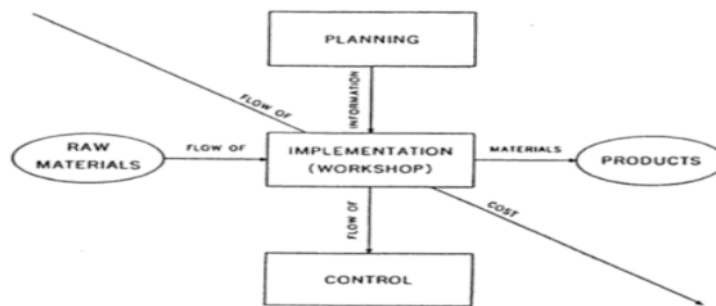 PLANNING
FLOW OF
INFORMATION
RAW
MATERIALS
FLOW OF
IMPLEMENTATION
(WORKSHOP)
MATERIALS
PRODUCTS
FLOW OF
COST
CONTROL